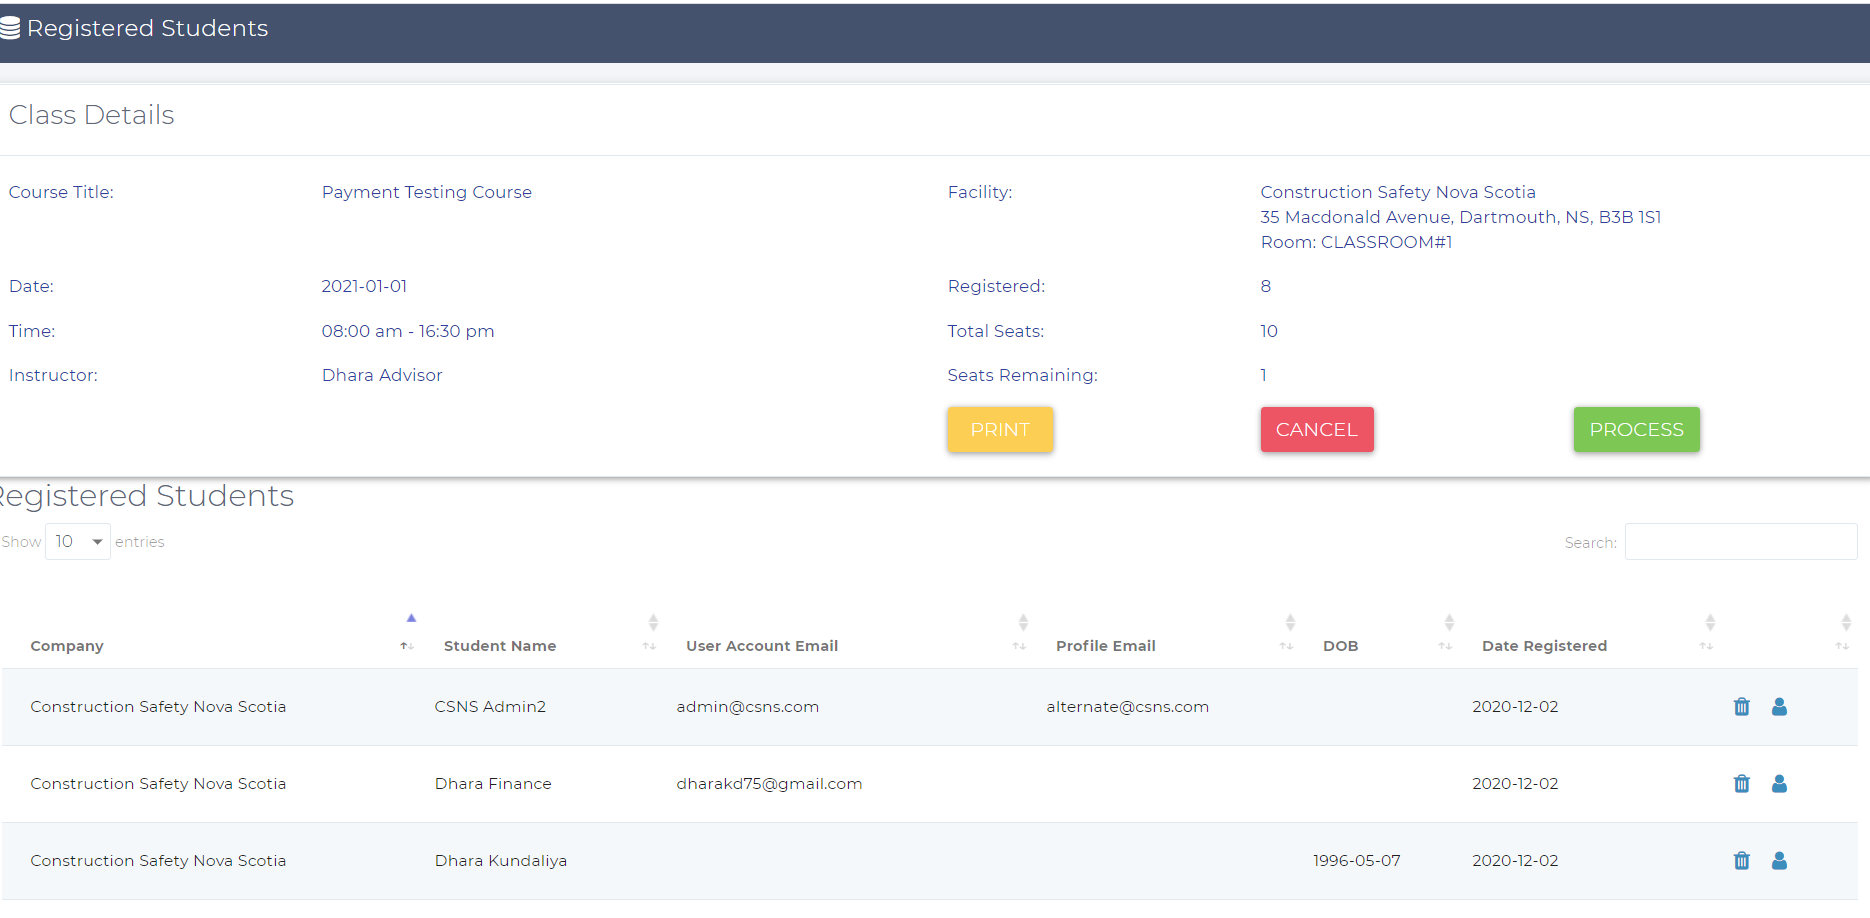 Registered Students
Class Details
Course Title: Payment Testing Course Facility: Construction Safety Nova Scotia
35 Macdonald Avenue, Dartmouth, NS, B3B 1S1
Room: CLASSROOM#1
Date: 2021-01-01 Registered: 8
Time: 08:00 am - 16:30 pm Total Seats: 10
Instructor: Dhara Advisor Seats Remaining: 1
PRINT CANCEL PROCESS
Registered Students
Show 10 entries Search:
Company Student Name User Account Email Profile Email DOB Date Registered
Construction Safety Nova Scotia CSNS Admin2 admin@csns.com alternate@csns.com 2020-12-02
Construction Safety Nova Scotia Dhara Finance dharakd75@gmail.com 2020-12-02
Construction Safety Nova Scotia Dhara Kundaliya 1996-05-07 2020-12-02